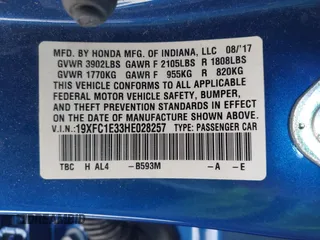 MFD. BY HONDA MFG. OF INDIANA, LLC 08/'17
GVWR 3902LBS GAWR F 2105LBS R 1808LBS
GVWR 1770KG GAWR F 955KG R 820KG
THIS VEHICLE CONFORMS TO ALL APPLICABLE
FEDERAL MOTOR VEHICLE SAFETY, BUMPER,
AND THEFT PREVENTION STANDARDS IN EFFECT
ON THE DATE OF MANUFACTURE SHOWN ABOVE.
V.I.N.:19XFC1E33HE028257 TYPE:PASSENGER CAR
TBC H AL4 -B593M -A -E